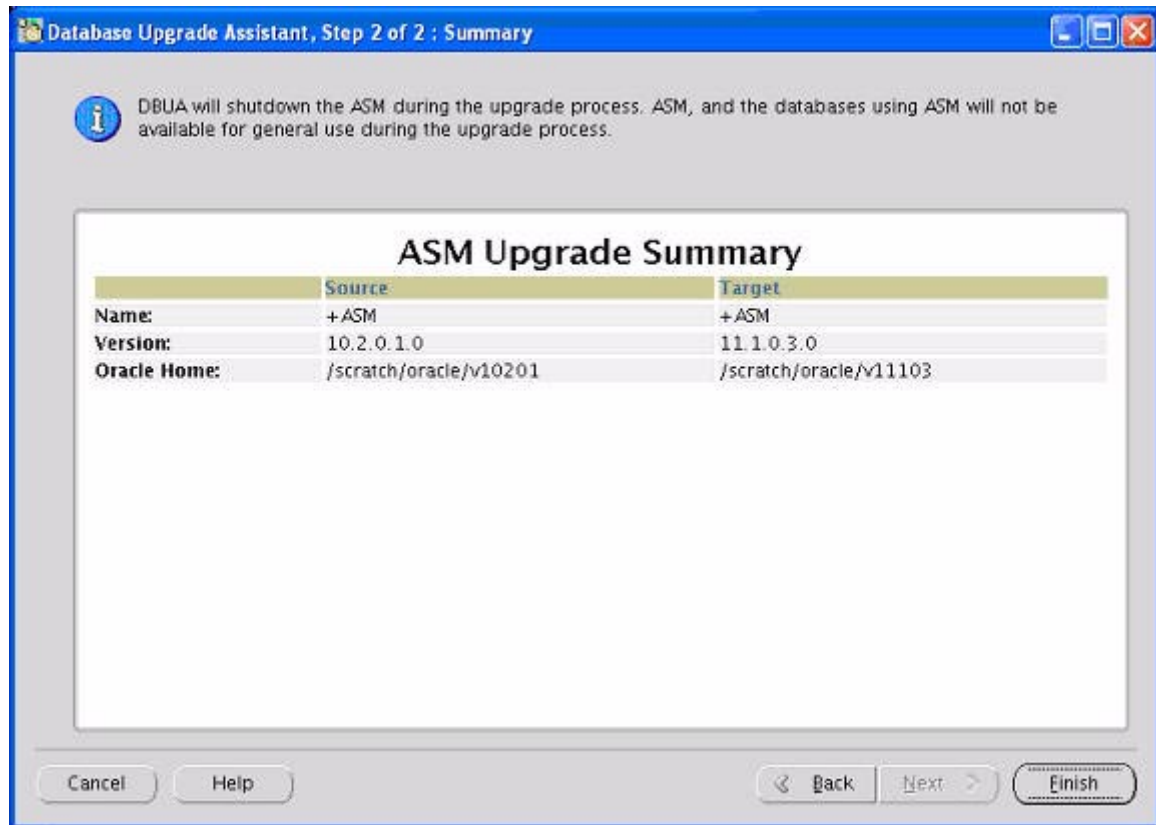 Database Upgrade Assistant, Step 2 of 2 : Summary
DBUA will shutdown the ASM during the upgrade process. ASM, and the databases using ASM will not be
available for general use during the upgrade process.
ASM Upgrade Summary
Source Target
Name: +ASM +ASM
Version: 10.2.0.1.0 11.1.0.3.0
Oracle Home: /scratch/oracle/v10201 /scratch/oracle/v11103
Cancel Help Back Next Finish